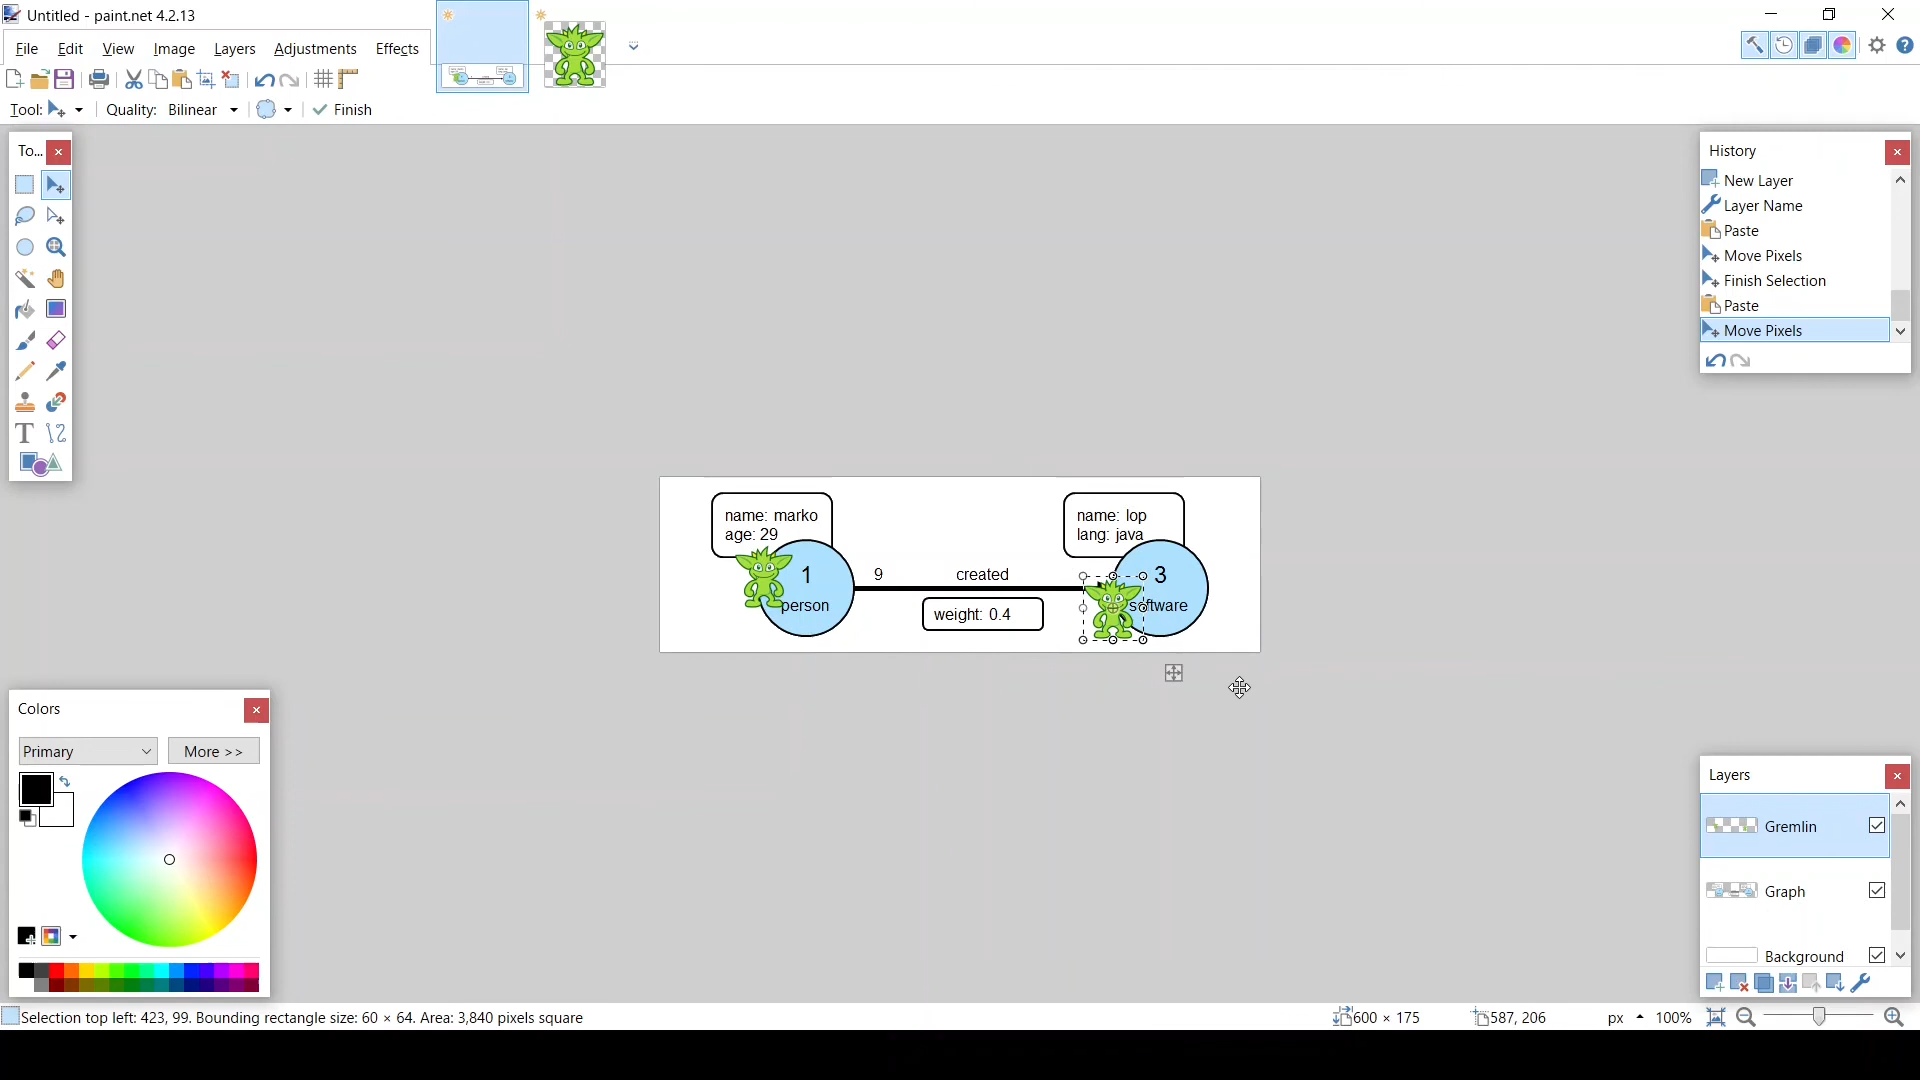 Untitled - paint.net 4.2.13
File Edit View Image Layers Adjustments Effects
Tool: Quality: Bilinear Finish
To...
History
New Layer
Layer Name
Paste
Move Pixels
Finish Selection
Paste
Move Pixels
name: marko
age: 29
name: lop
lang: java
1
person
9
created
weight: 0.4
3
software
Colors
Primary
More >>
Layers
Gremlin
Graph
Background
Selection top left: 423, 99. Bounding rectangle size: 60 × 64. Area: 3,840 pixels square
600 × 175
587, 206
px
100%